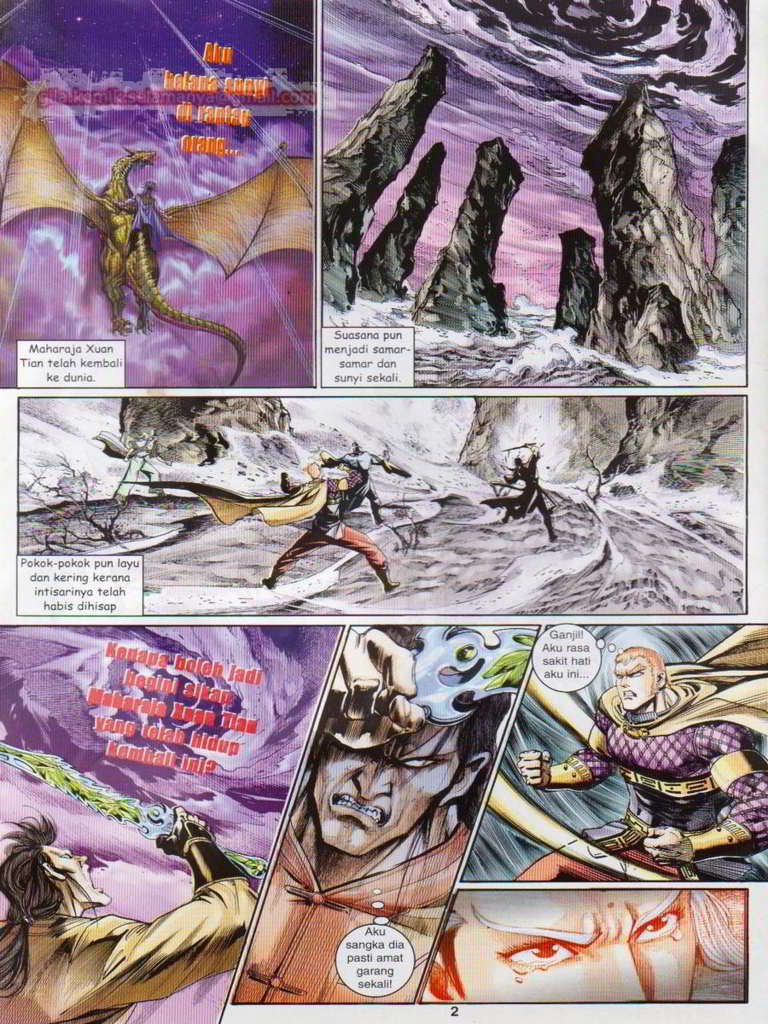 Aku
kelana sunyi
di rantau
orang...
Maharaja Xuan
Tian telah kembali
ke dunia.
Suasana pun
menjadi samar-
samar dan
sunyi sekali.
Pokok-pokok pun layu
dan kering kerana
intisarinya telah
habis dihisap
Kenapa boleh jadi
begini sikap
Maharaja Xuan Tian
yang telah hidup
kembali ini?
Aku
sangka dia
pasti amat
garang
sekali!
Ganjil!
Aku rasa
sakit hati
aku ini...
2